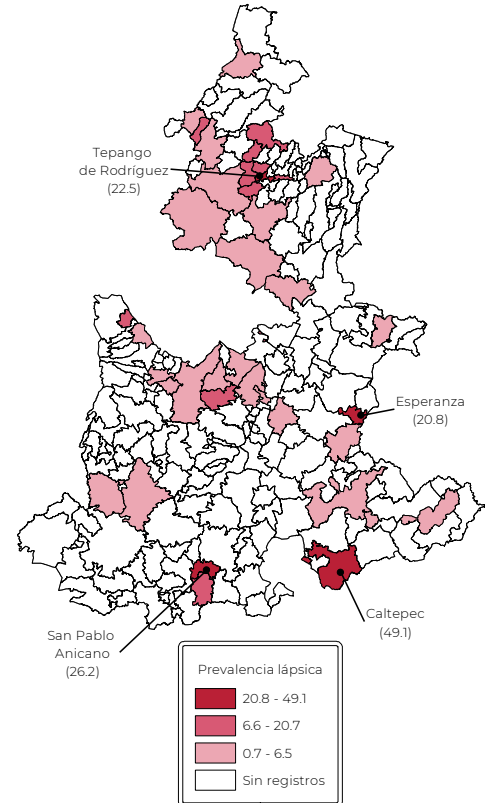 Tepango
de Rodríguez
(22.5)
Esperanza
(20.8)
Caltepec
(49.1)
San Pablo
Anicano
(26.2)
Prevalencia lápsica
20.8 - 49.1
6.6 - 20.7
0.7 - 6.5
Sin registros